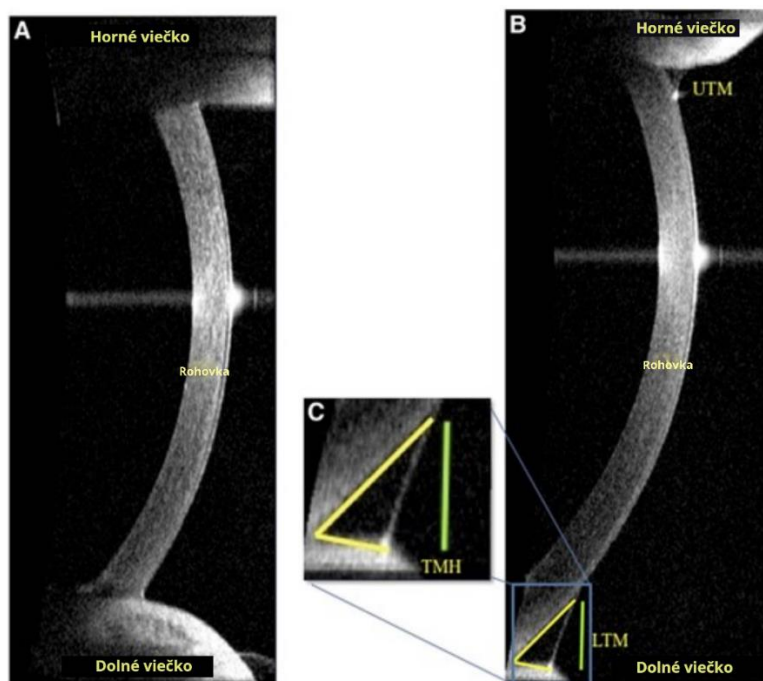 A
Horné viečko
Rohovka
Dolné viečko
B
Horné viečko
UTM
Rohovka
C
TMH
LTM
Dolné viečko